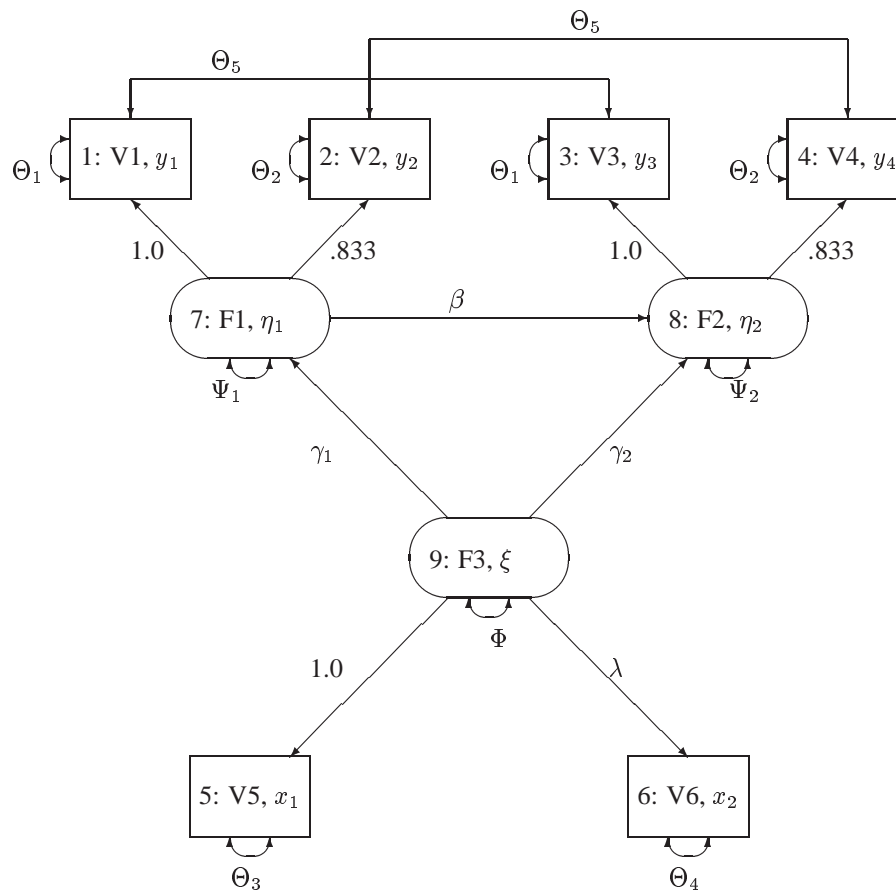 Θ₅
Θ₅
1: V1, y₁
2: V2, y₂
3: V3, y₃
4: V4, y₄
Θ₁
Θ₂
Θ₁
Θ₂
1.0
.833
1.0
.833
β
7: F1, η₁
8: F2, η₂
Ψ₁
Ψ₂
γ₁
γ₂
9: F3, ξ
Φ
1.0
λ
5: V5, x₁
6: V6, x₂
Θ₃
Θ₄